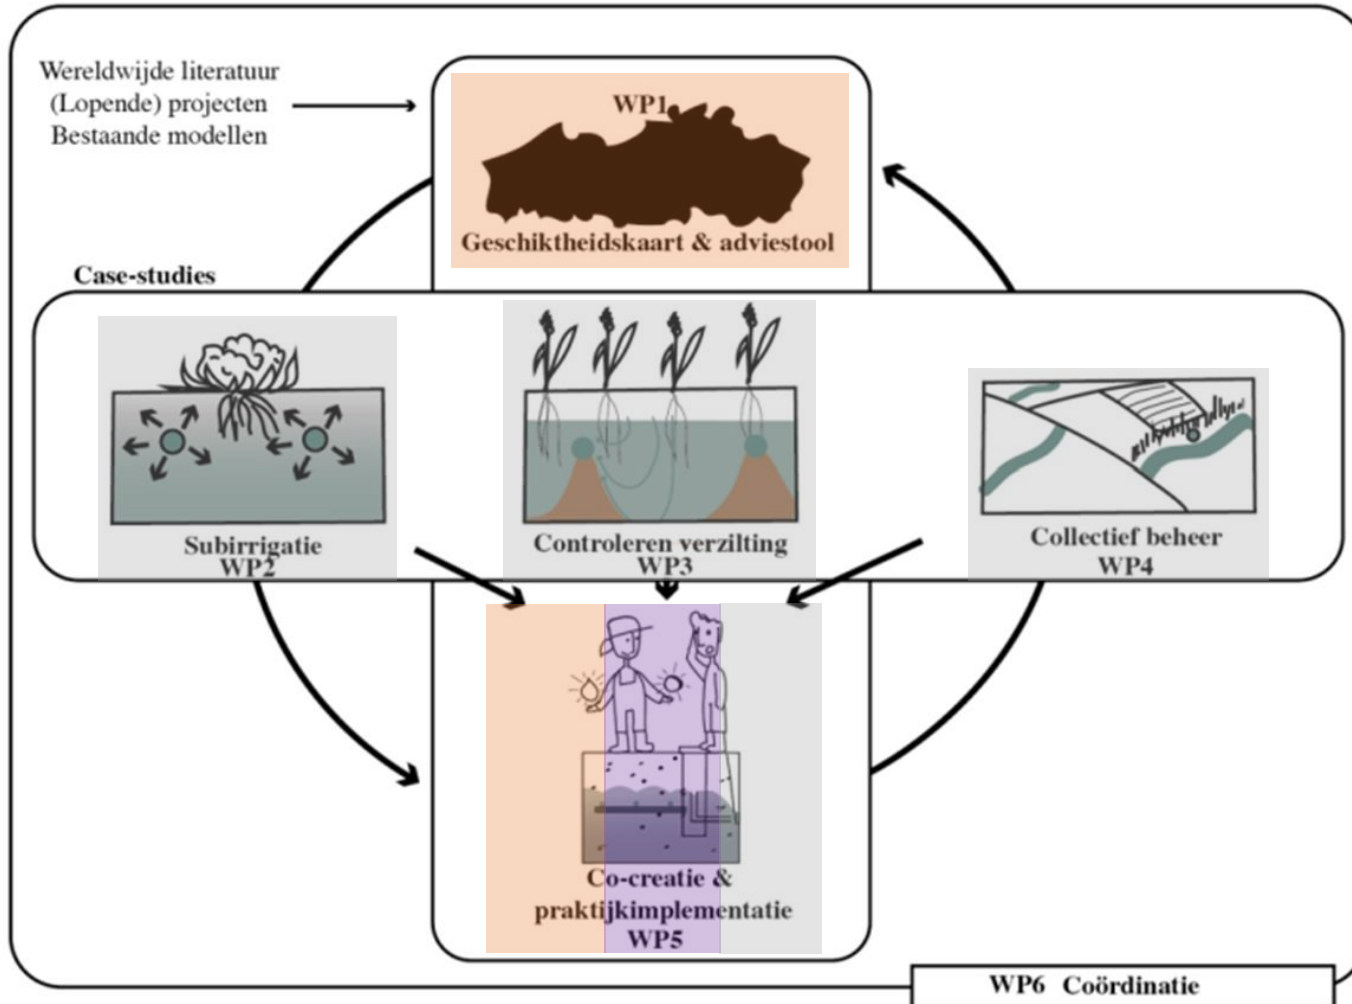 Wereldwijde literatuur
(Lopende) projecten
Bestaande modellen
WP1
Geschiktheidskaart & adviestool
Case-studies
Subirrigatie
WP2
Controleren verzilting
WP3
Collectief beheer
WP4
Co-creatie &
praktijkimplementatie
WP5
WP6 Coördinatie